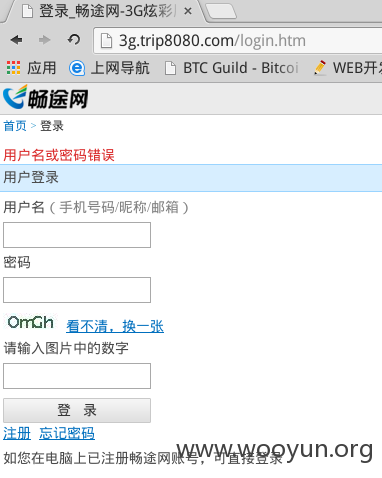 登录_畅途网-3G炫彩
3g.trip8080.com/login.htm
应用 上网导航 BTC Guild - Bitcoi WEB开发
畅途网
首页 > 登录
用户名或密码错误
用户登录
用户名（手机号码/昵称/邮箱）
密码
OmGh 看不清，换一张
请输入图片中的数字
登 录
注册 忘记密码
如您在电脑上已注册畅途网账号，可直接登录
www.wooyun.org